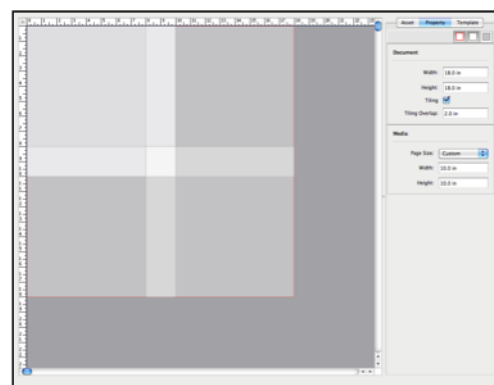 Asset Property Template
Document
Width: 18.0 in
Height: 18.0 in
Tiling
Tiling Overlap: 2.0 in
Media
Page Size: Custom
Width: 10.0 in
Height: 10.0 in